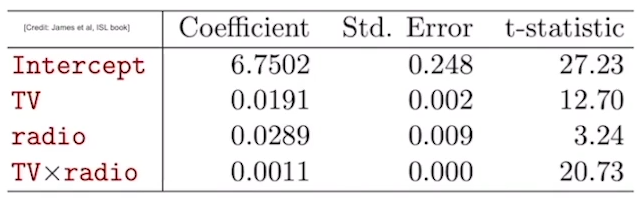 [Credit: James et al, ISL book] Coefficient Std. Error t-statistic
Intercept 6.7502 0.248 27.23
TV 0.0191 0.002 12.70
radio 0.0289 0.009 3.24
TV×radio 0.0011 0.000 20.73